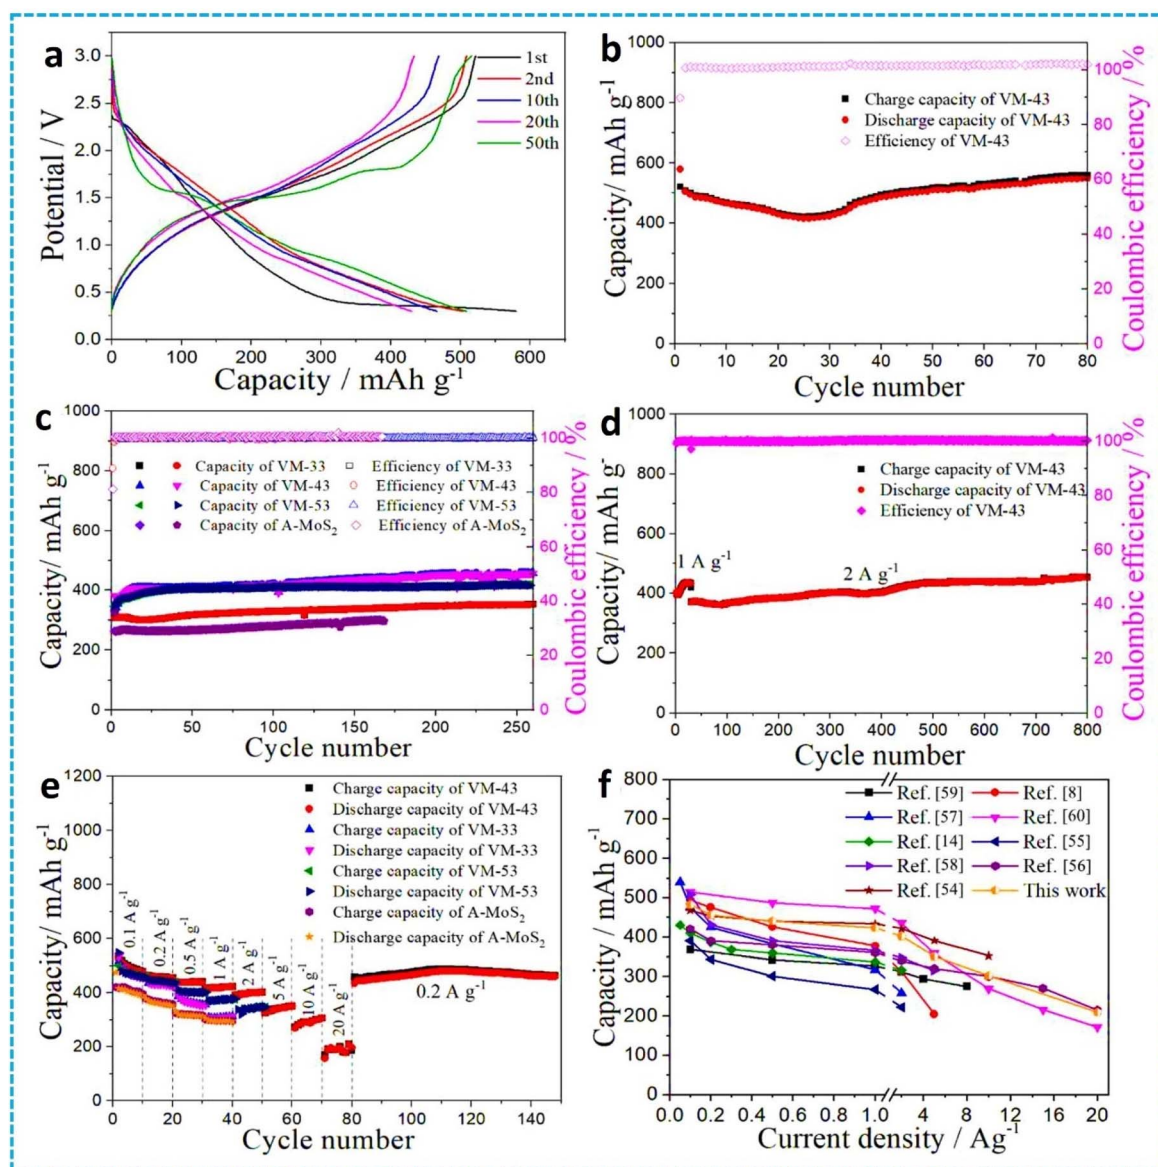 a
3.0
2.5
2.0
1.5
1.0
0.5
0.0
Potential / V
1st
2nd
10th
20th
50th
0 100 200 300 400 500 600
Capacity / mAh g-1
b
1000
800
600
400
200
0
Capacity/ mAh g-1
Charge capacity of VM-43
Discharge capacity of VM-43
Efficiency of VM-43
100
80
60
40
20
0
Coulombic efficiency / %
0 10 20 30 40 50 60 70 80
Cycle number
c
1000
800
600
400
200
0
Capacity/ mAh g-1
Capacity of VM-33 Efficiency of VM-33
Capacity of VM-43 Efficiency of VM-43
Capacity of VM-53 Efficiency of VM-53
Capacity of A-MoS2 Efficiency of A-MoS2
100
80
60
40
20
0
Coulombic efficiency / %
0 50 100 150 200 250
Cycle number
d
1000
800
600
400
200
0
Capacity/ mAh g-
Charge capacity of VM-43
Discharge capacity of VM-43
Efficiency of VM-43
1 A g-1
2 A g-1
100
80
60
40
20
0
Coulombic efficiency / %
0 100 200 300 400 500 600 700 800
Cycle number
e
1200
1000
800
600
400
200
0
Capacity/ mAh g-1
Charge capacity of VM-43
Discharge capacity of VM-43
Charge capacity of VM-33
Discharge capacity of VM-33
Charge capacity of VM-53
Discharge capacity of VM-53
Charge capacity of A-MoS2
Discharge capacity of A-MoS2
0.1 A g-1
0.2 A g-1
0.5 A g-1
1 A g-1
2 A g-1
5 A g-1
10 A g-1
20 A g-1
0.2 A g-1
0 20 40 60 80 100 120 140
Cycle number
f
800
700
600
500
400
300
200
100
0
Capacity/ mAh g-1
Ref. [59] Ref. [8]
Ref. [57] Ref. [60]
Ref. [14] Ref. [55]
Ref. [58] Ref. [56]
Ref. [54] This work
0.0 0.2 0.4 0.6 0.8 1.0 4 8 12 16 20
Current density / Ag-1